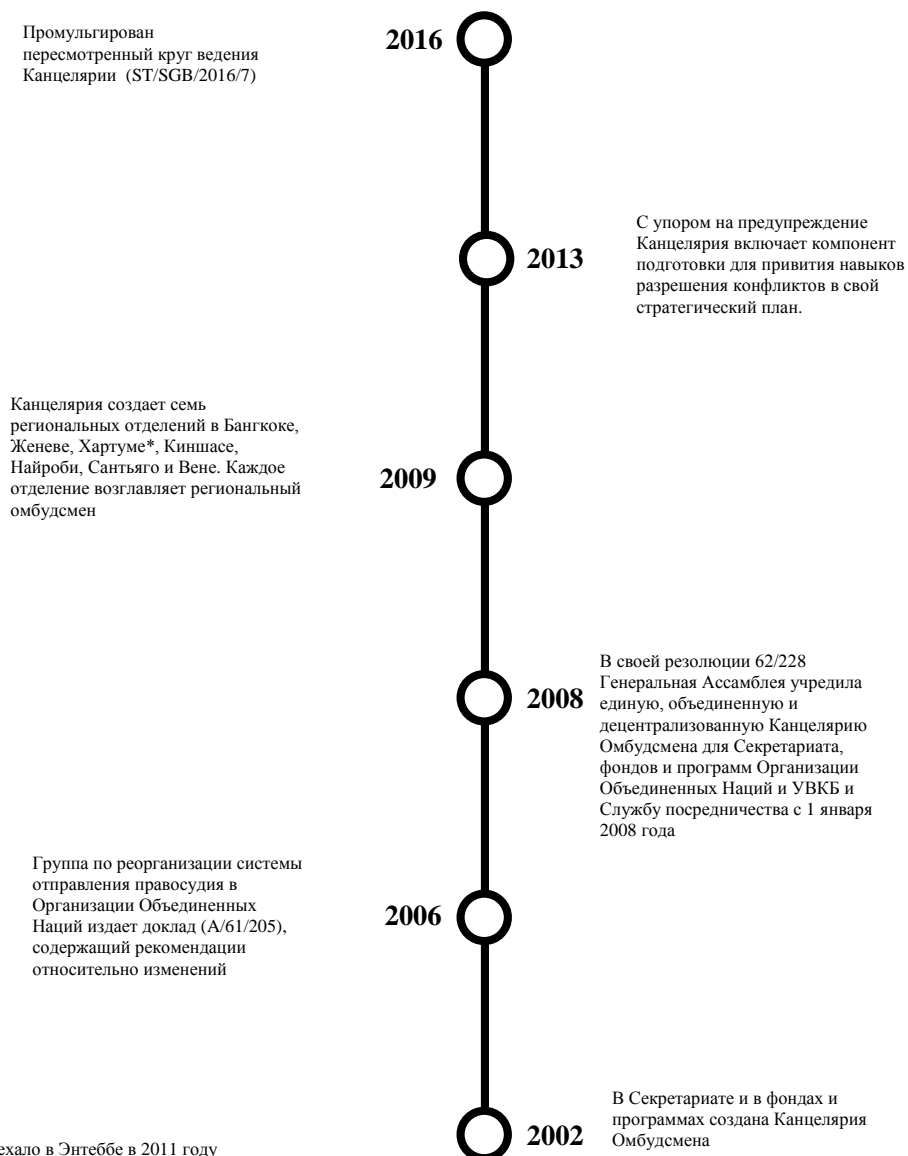 Промульгирован
пересмотренный круг ведения
Канцелярии (ST/SGB/2016/7)
2016
2013
С упором на предупреждение
Канцелярия включает компонент
подготовки для привития навыков
разрешения конфликтов в свой
стратегический план.
Канцелярия создает семь
региональных отделений в Бангкоке,
Женеве, Хартуме*, Киншасе,
Найроби, Сантьяго и Вене. Каждое
отделение возглавляет региональный
омбудсмен
2009
2008
В своей резолюции 62/228
Генеральная Ассамблея учредила
единую, объединенную и
децентрализованную Канцелярию
Омбудсмена для Секретариата,
фондов и программ Организации
Объединенных Наций и УВКБ и
Службу посредничества с 1 января
2008 года
Группа по реорганизации системы
отправления правосудия в
Организации Объединенных
Наций издает доклад (A/61/205),
содержащий рекомендации
относительно изменений
2006
2002
В Секретариате и в фондах и
программах создана Канцелярия
Омбудсмена
ехало в Энтеббе в 2011 году